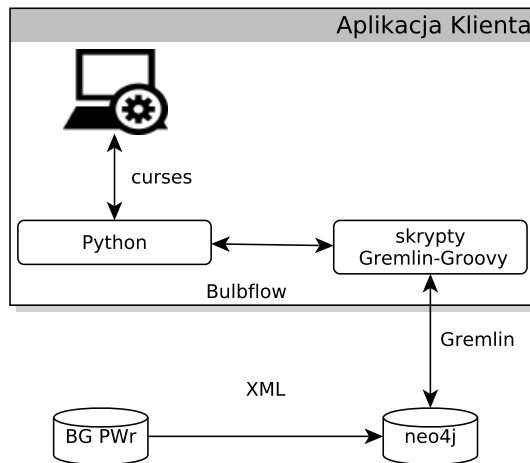 Aplikacja Klienta
curses
Python
skrypty
Gremlin-Groovy
Bulbflow
Gremlin
XML
BG PWr
neo4j